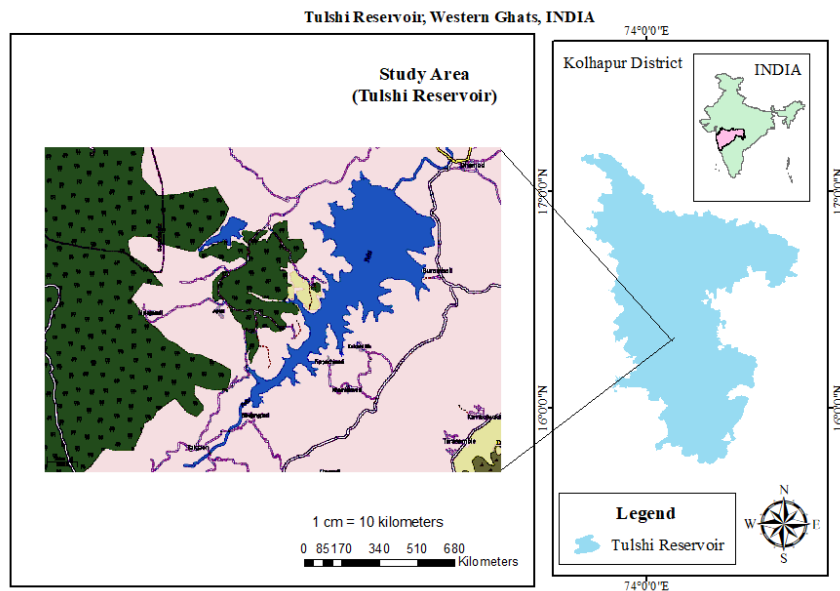 Tulshi Reservoir, Western Ghats, INDIA
Study Area
(Tulshi Reservoir)
1 cm = 10 kilometers
0 85 170 340 510 680
Kilometers
74°0'0"E
Kolhapur District
INDIA
17°0'0"N
17°0'0"N
16°0'0"N
16°0'0"N
Legend
Tulshi Reservoir
N
W
E
S
74°0'0"E